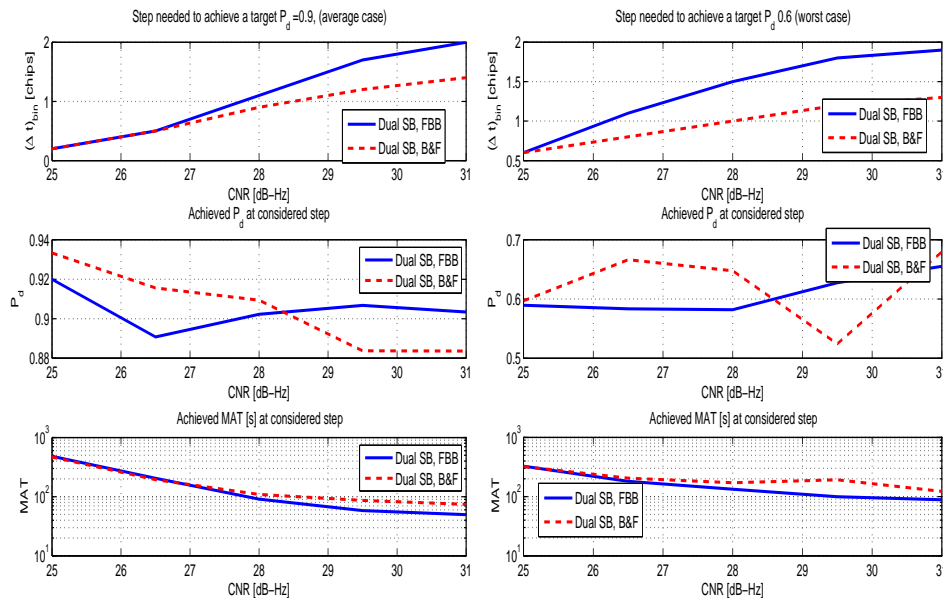 Step needed to achieve a target P_d =0.9, (average case)
2
1
0
(Δ t)_bin [chips]
Dual SB, FBB
Dual SB, B&F
25 26 27 28 29 30 31
CNR [dB–Hz]
Step needed to achieve a target P_d 0.6 (worst case)
2
1.5
1
0.5
(Δ t)_bin [chips]
Dual SB, FBB
Dual SB, B&F
25 26 27 28 29 30 31
CNR [dB–Hz]
Achieved P_d at considered step
0.94
0.92
0.9
0.88
P_d
Dual SB, FBB
Dual SB, B&F
25 26 27 28 29 30 31
CNR [dB–Hz]
Achieved P_d at considered step
0.7
0.6
0.5
P_d
Dual SB, FBB
Dual SB, B&F
25 26 27 28 29 30 31
CNR [dB–Hz]
Achieved MAT [s] at considered step
10^3
10^2
10^1
MAT
Dual SB, FBB
Dual SB, B&F
25 26 27 28 29 30 31
CNR [dB–Hz]
Achieved MAT [s] at considered step
10^3
10^2
10^1
MAT
Dual SB, FBB
Dual SB, B&F
25 26 27 28 29 30 31
CNR [dB–Hz]